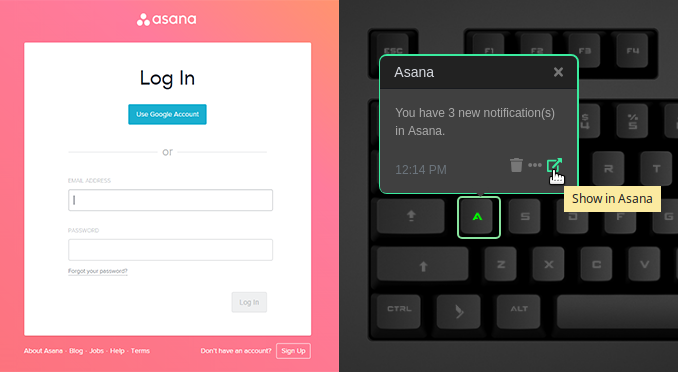 asana
Log In
Use Google Account
or
EMAIL ADDRESS
PASSWORD
Forgot your password?
Log In
About Asana · Blog · Jobs · Help · Terms
Don't have an account?
Sign Up
ESC
F1
F2
F3
F4
Asana
You have 3 new notification(s)
in Asana.
12:14 PM
Show in Asana
$
4
%
5
R
T
A
S
D
F
G
Z
X
C
V
CTRL
ALT